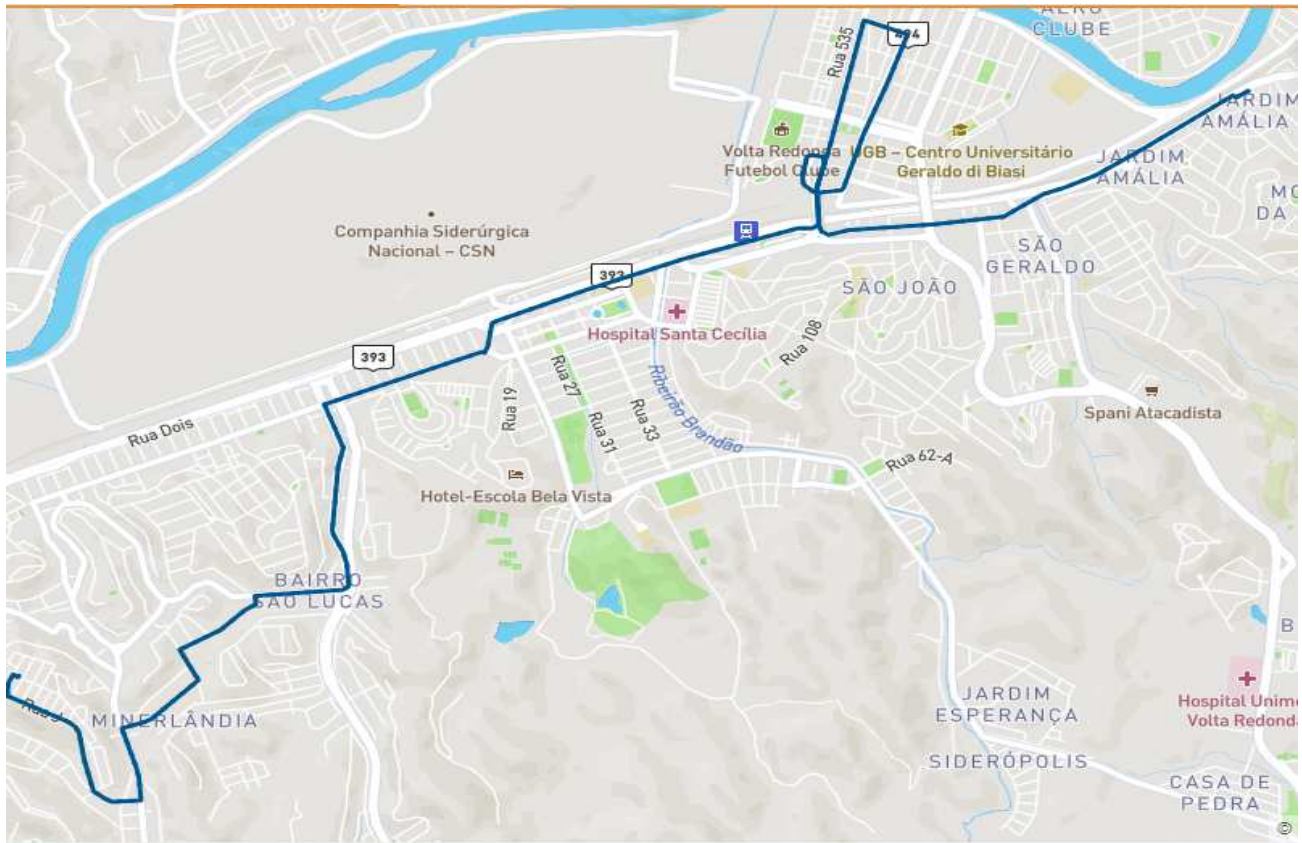 AERO
CLUBE
494
Rua 535
JARDIM
AMÁLIA
Volta Redonda
Futebol Clube
UGB – Centro Universitário
Geraldo di Biasi
JARDIM
AMÁLIA
MO
DA
Companhia Siderúrgica
Nacional – CSN
SÃO
GERALDO
393
SÃO JOÃO
Hospital Santa Cecília
Rua 108
393
Rua 27
Rua 19
Ribeirão Brandão
Spani Atacadista
Rua Dois
Rua 31
Rua 33
Rua 62-A
Hotel-Escola Bela Vista
BAIRRO
SÃO LUCAS
B
MINERLÂNDIA
JARDIM
ESPERANÇA
Hospital Unime
Volta Redonda
SIDERÓPOLIS
CASA DE
PEDRA
©